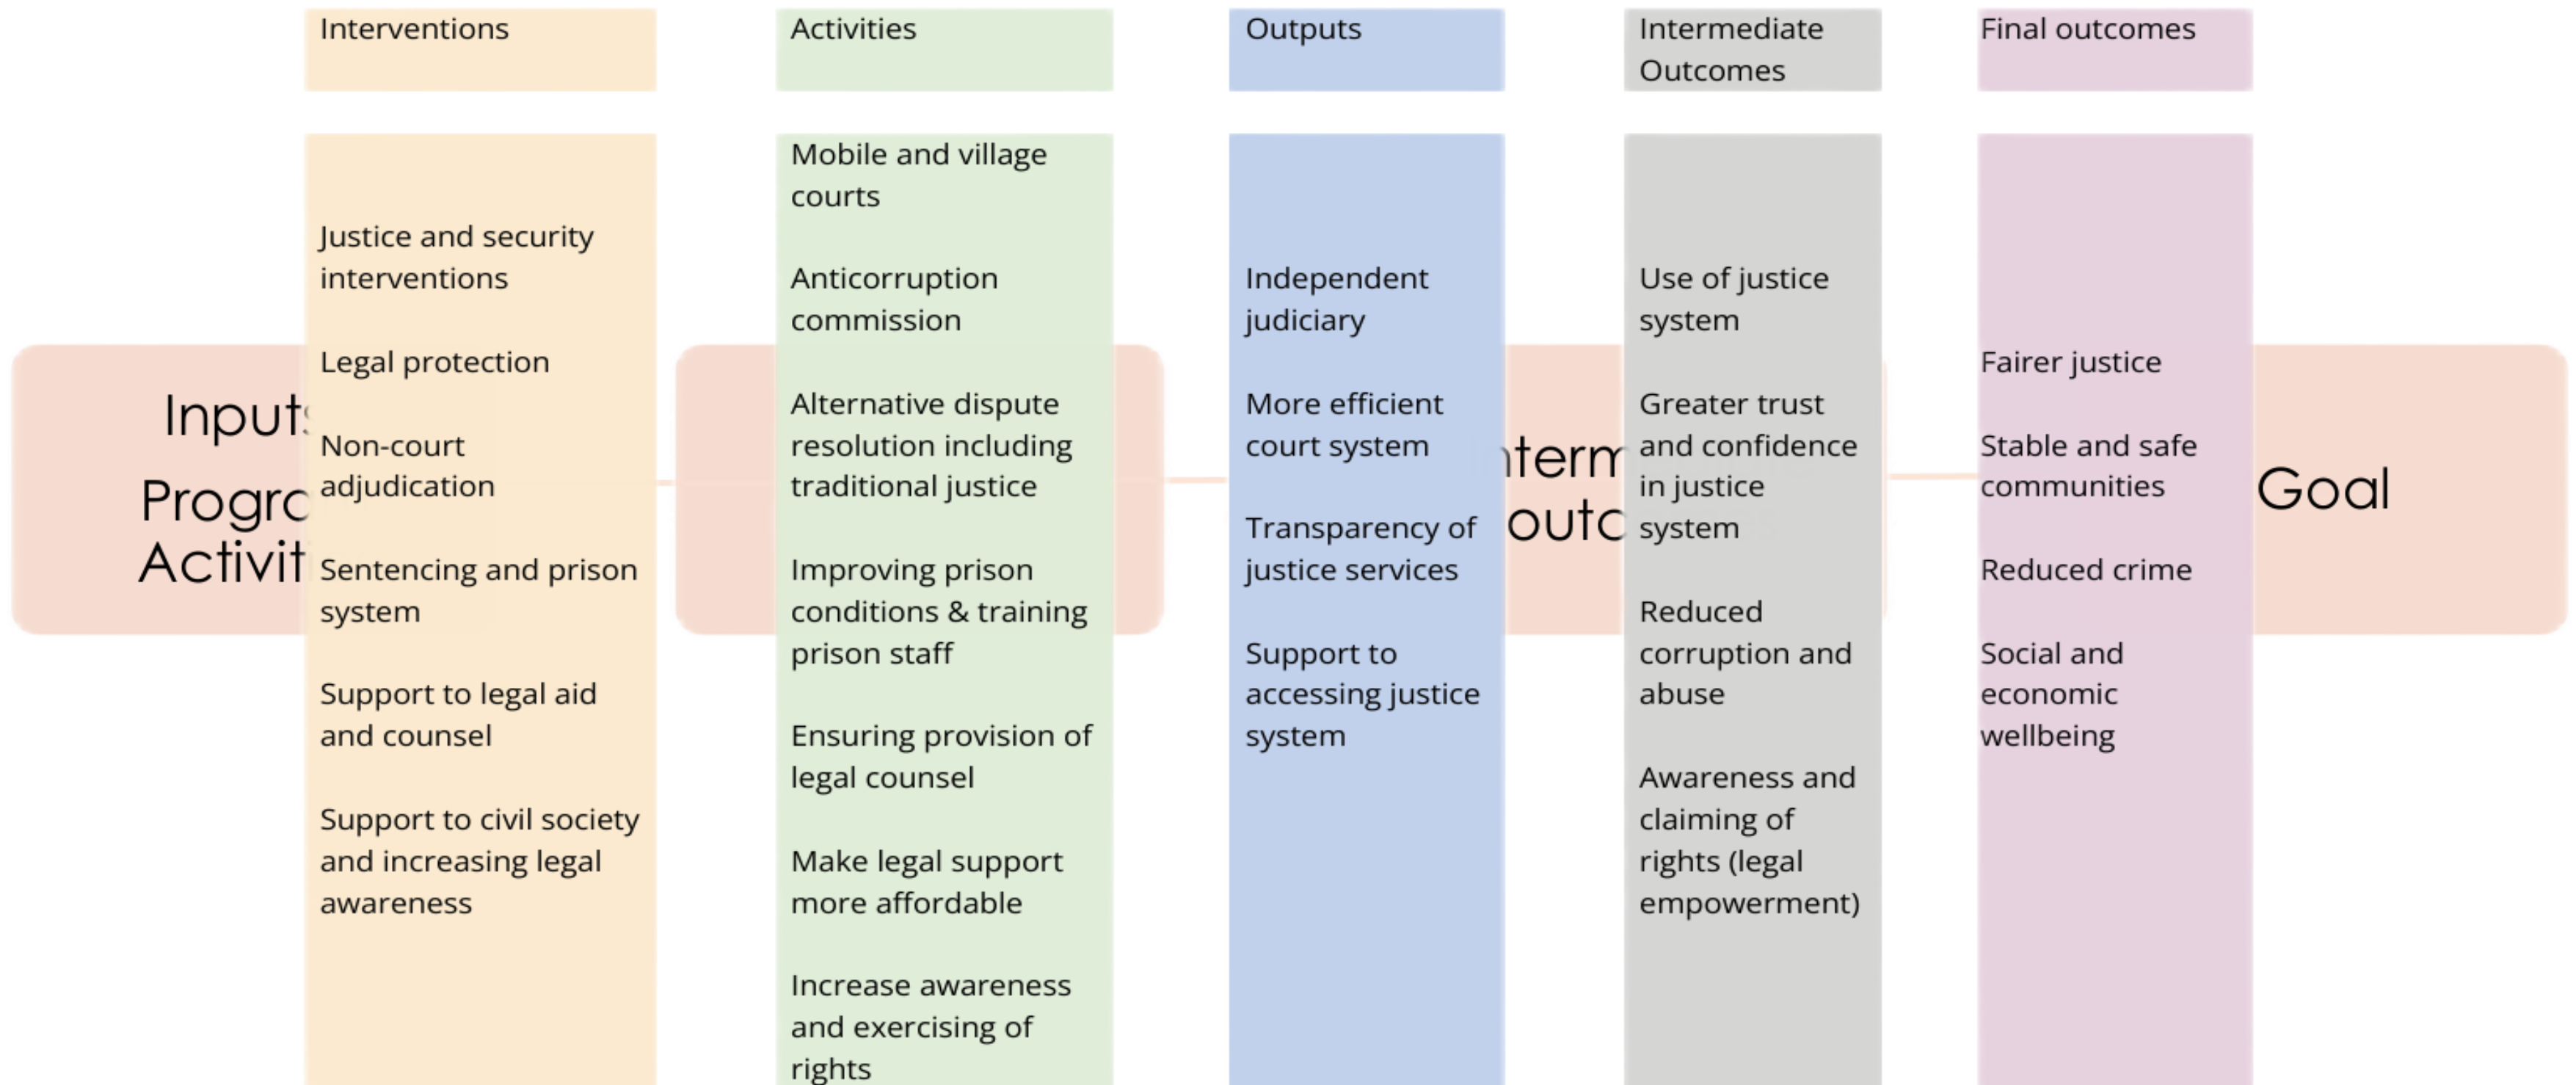 Interventions
Activities
Outputs
Intermediate
Outcomes
Final outcomes
Justice and security
interventions
Legal protection
Non-court
adjudication
Sentencing and prison
system
Support to legal aid
and counsel
Support to civil society
and increasing legal
awareness
Mobile and village
courts
Anticorruption
commission
Alternative dispute
resolution including
traditional justice
Improving prison
conditions & training
prison staff
Ensuring provision of
legal counsel
Make legal support
more affordable
Increase awareness
and exercising of
rights
Independent
judiciary
More efficient
court system
Transparency of
justice services
Support to
accessing justice
system
Use of justice
system
Greater trust
and confidence
in justice
system
Reduced
corruption and
abuse
Awareness and
claiming of
rights (legal
empowerment)
Fairer justice
Stable and safe
communities
Reduced crime
Social and
economic
wellbeing
Inputs
Goal